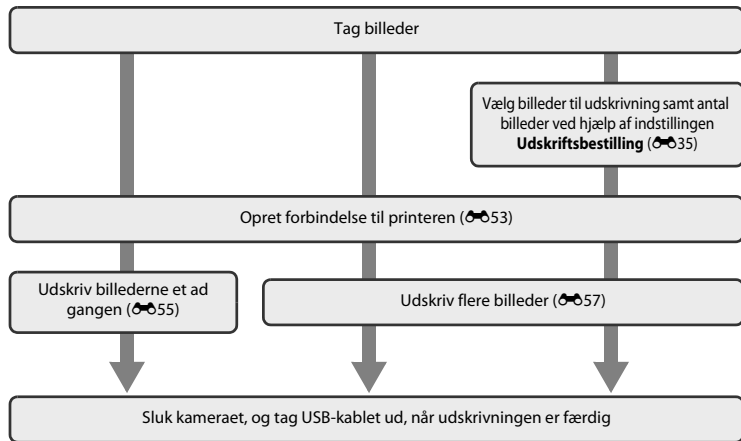 Tag billeder
Vælg billeder til udskrivning samt antal
billeder ved hjælp af indstillingen
Udskriftsbestilling (35)
Opret forbindelse til printeren (53)
Udskriv billederne et ad
gangen (55)
Udskriv flere billeder (57)
Sluk kameraet, og tag USB-kablet ud, når udskrivningen er færdig